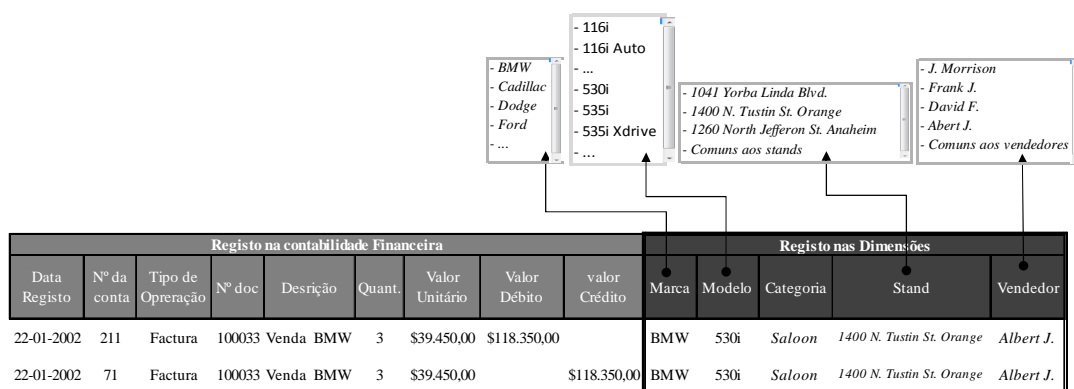 - 116i
- 116i Auto
- ...
- 530i
- 535i
- 535i Xdrive
- ...
- BMW
- Cadillac
- Dodge
- Ford
- ...
- 1041 Yorba Linda Blvd.
- 1400 N. Tustin St. Orange
- 1260 North Jefferon St. Anaheim
- Comuns aos stands
- J. Morrison
- Frank J.
- David F.
- Abert J.
- Comuns aos vendedores
Registo na contabilidade Financeira Registo nas Dimensões
Data Registo Nº da conta Tipo de Opreração Nº doc Desrição Quant. Valor Unitário Valor Débito valor Crédito Marca Modelo Categoria Stand Vendedor
22-01-2002 211 Factura 100033 Venda BMW 3 $39.450,00 $118.350,00 BMW 530i Saloon 1400 N. Tustin St. Orange Albert J.
22-01-2002 71 Factura 100033 Venda BMW 3 $39.450,00 $118.350,00 BMW 530i Saloon 1400 N. Tustin St. Orange Albert J.